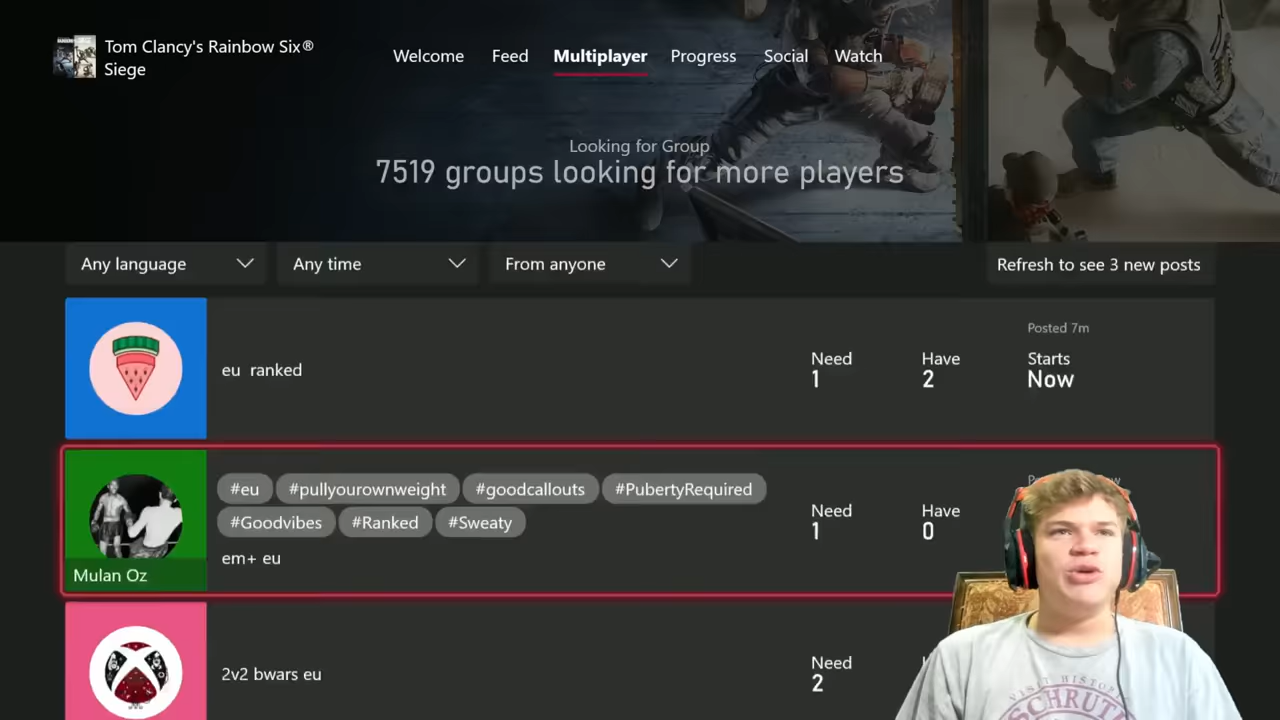 Tom Clancy's Rainbow Six®
Siege
Welcome Feed Multiplayer Progress Social Watch
Looking for Group
7519 groups looking for more players
Any language Any time From anyone Refresh to see 3 new posts
Posted 7m
eu ranked
Need Have Starts
1 2 Now
#eu #pullyourownweight #goodcallouts #PubertyRequired
#Goodvibes #Ranked #Sweaty
em+ eu
Need Have
1 0
Mulan Oz
2v2 bwars eu
Need
2
VISIT HISTORIC
SCHRUTE